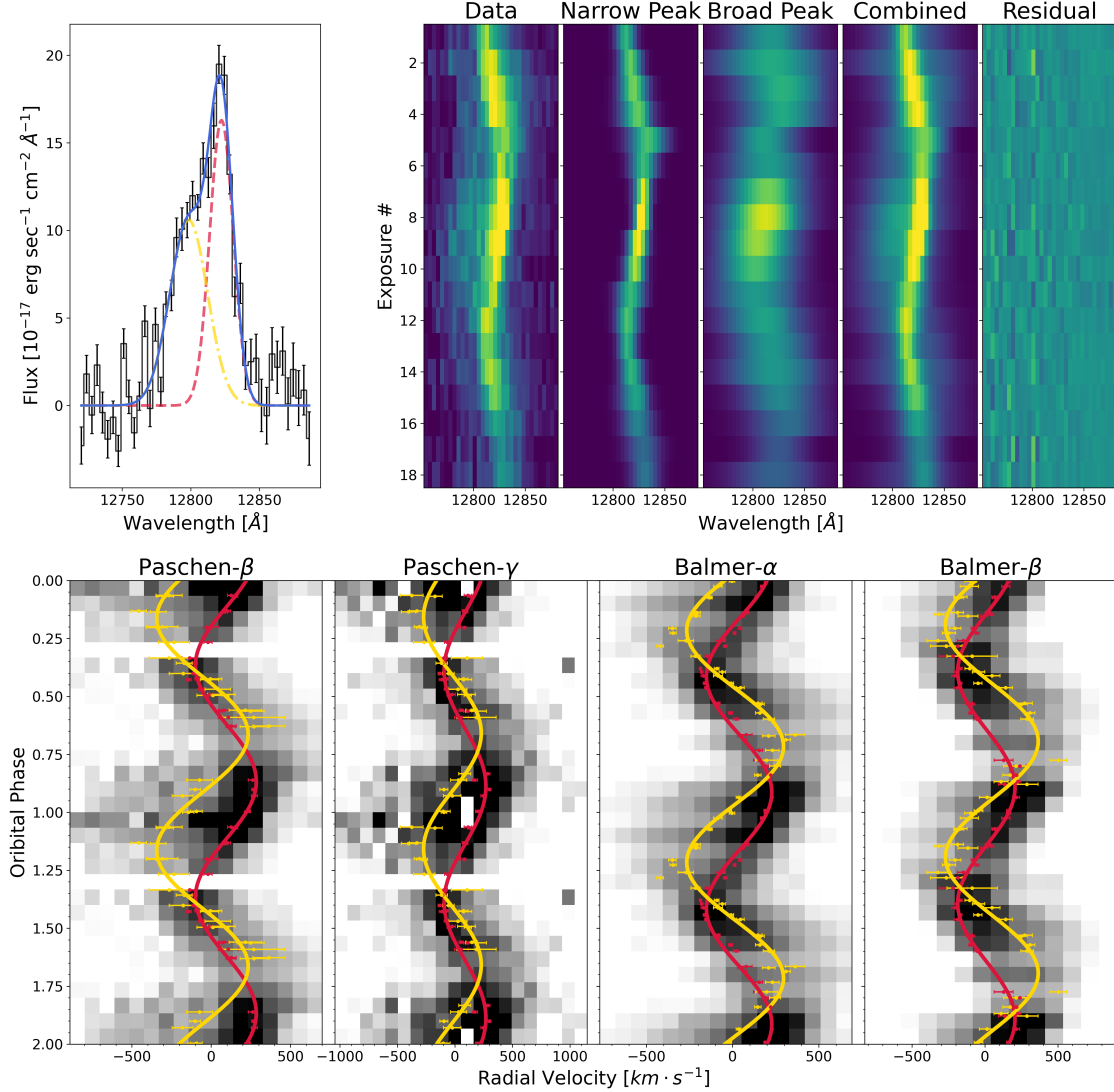 Data Narrow Peak Broad Peak Combined Residual
20
15
10
5
0
Flux [10⁻¹⁷ erg sec⁻¹ cm⁻² Å⁻¹]
12750 12800 12850
Wavelength [Å]
2
4
6
8
10
12
14
16
18
Exposure #
12800 12850 12800 12850 12800 12850 12800 12850 12800 12850
Wavelength [Å]
Paschen-β Paschen-γ Balmer-α Balmer-β
0.00
0.25
0.50
0.75
1.00
1.25
1.50
1.75
2.00
Oribital Phase
−500 0 500 −1000 −500 0 500 1000 −500 0 500 −500 0 500
Radial Velocity [km · s⁻¹]